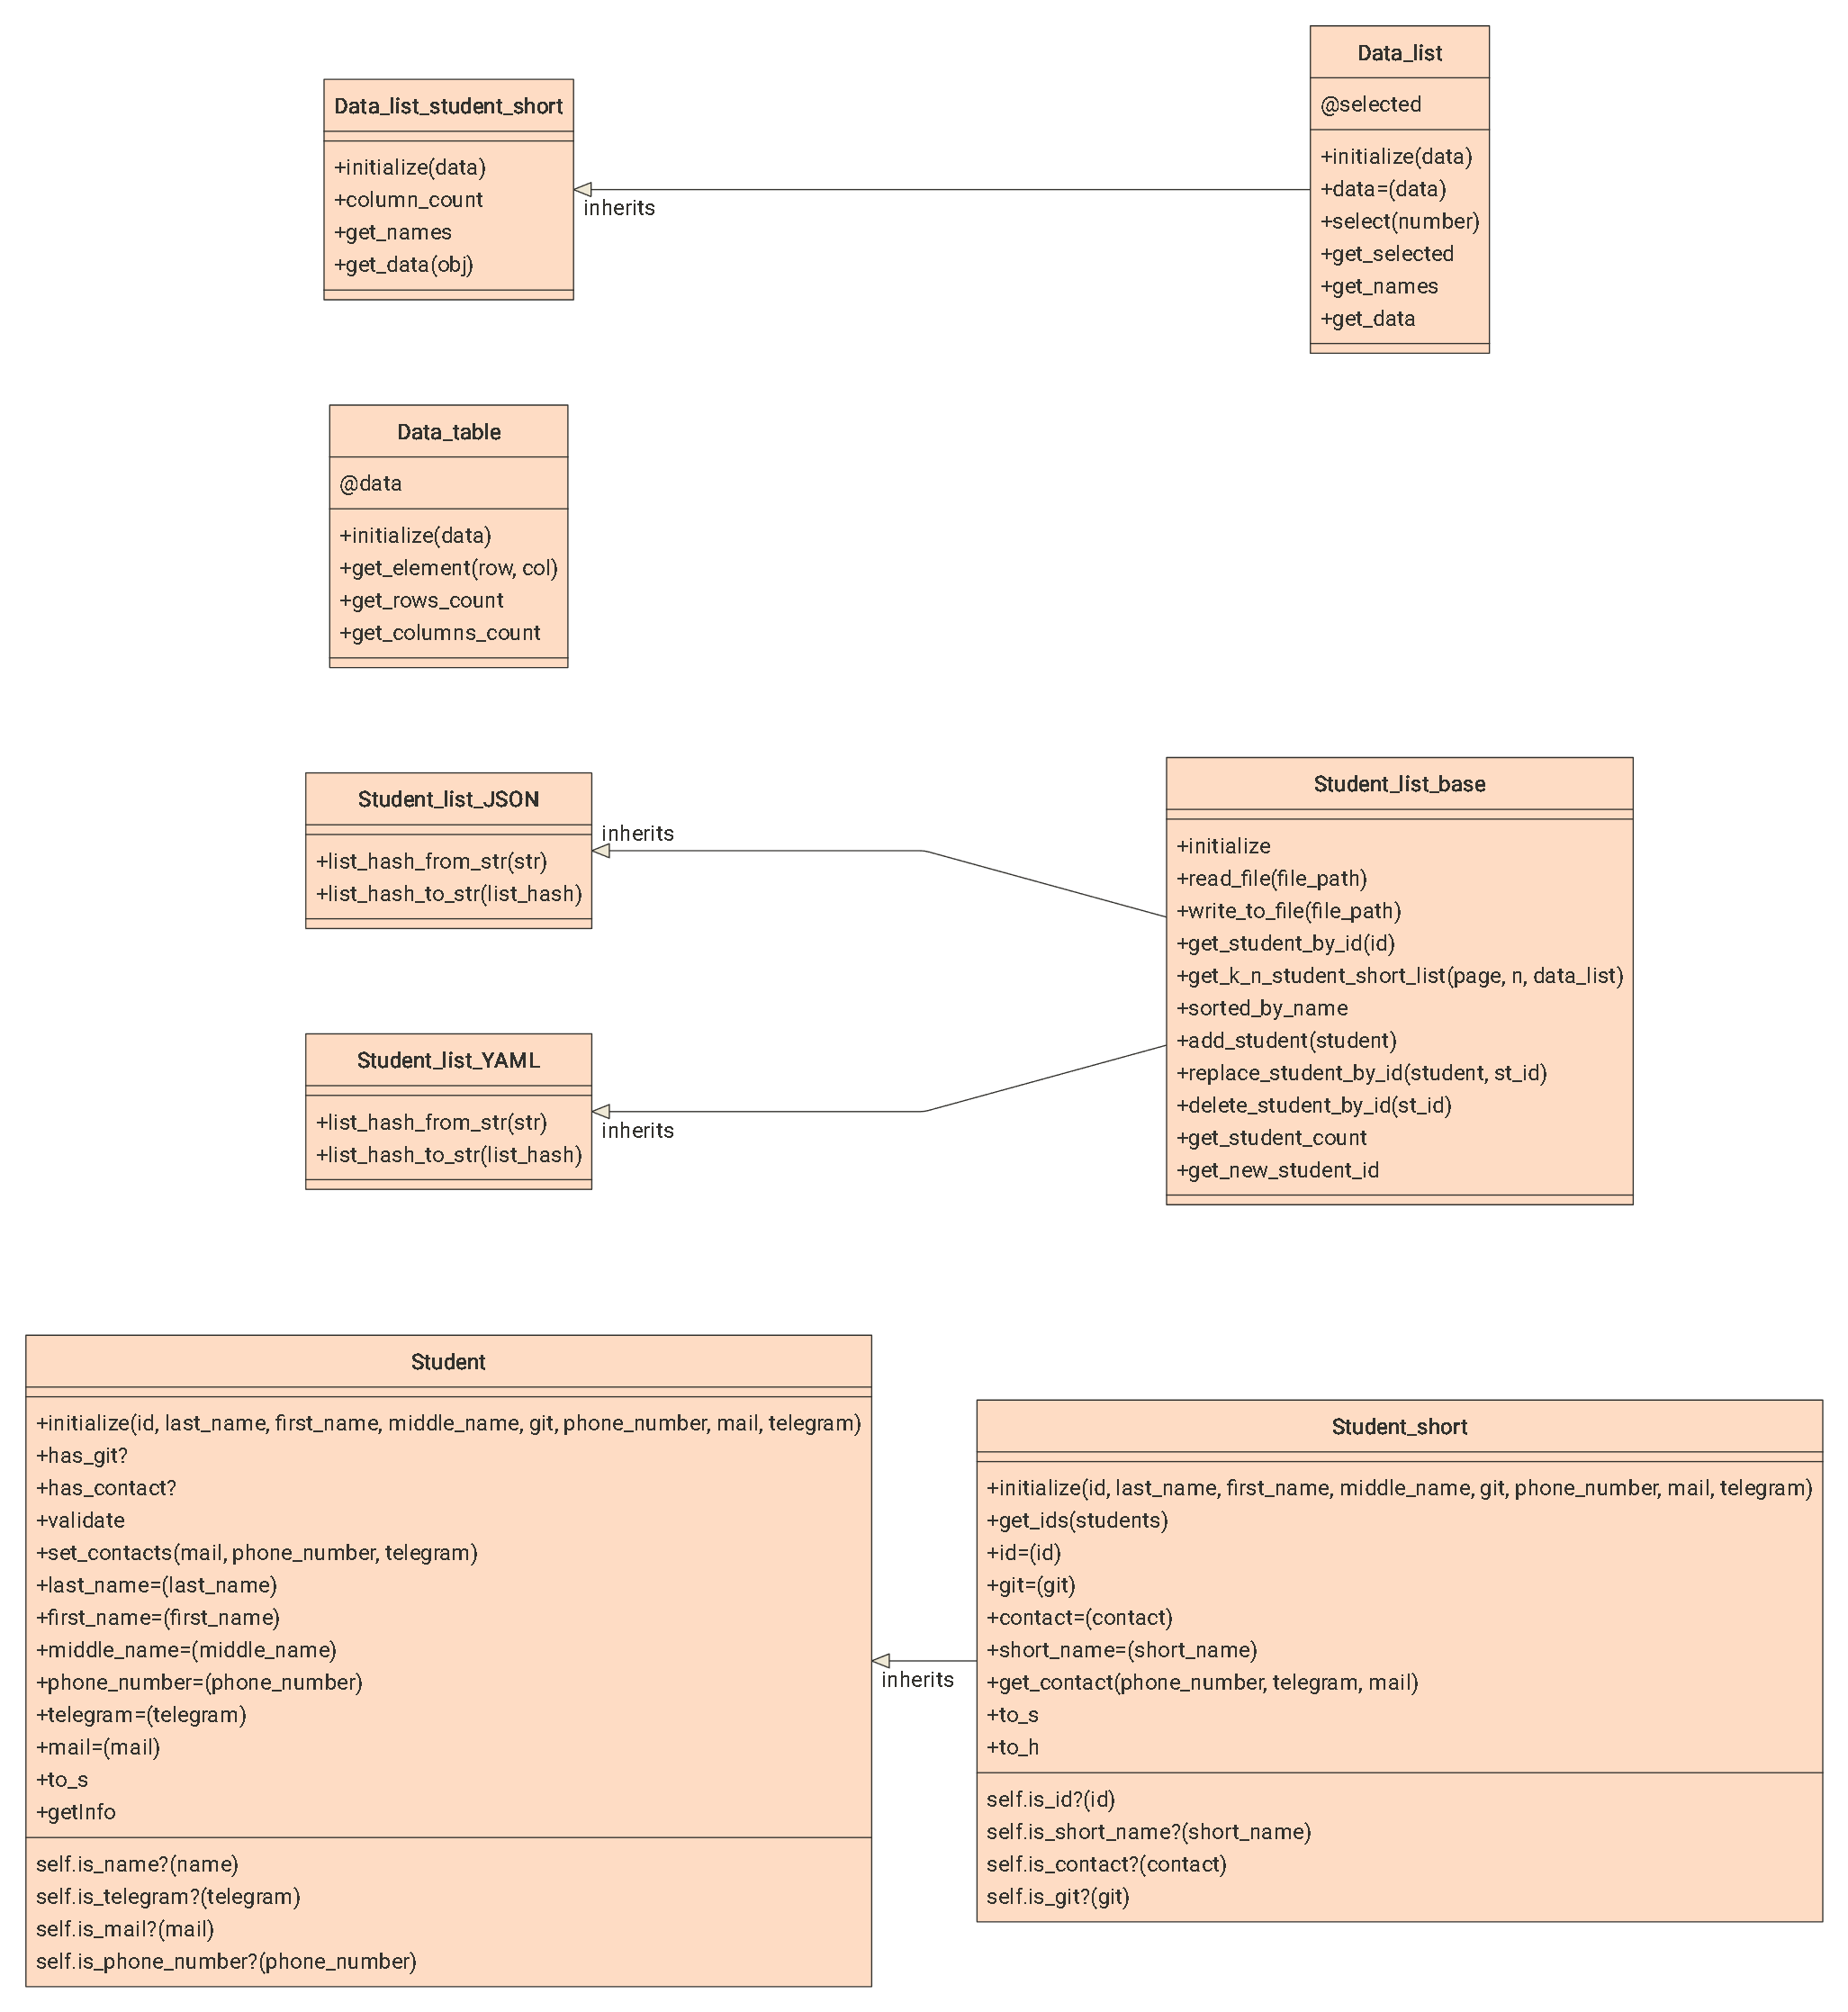 Data_list_student_short
+initialize(data)
+column_count
+get_names
+get_data(obj)
inherits
Data_list
@selected
+initialize(data)
+data=(data)
+select(number)
+get_selected
+get_names
+get_data
Data_table
@data
+initialize(data)
+get_element(row, col)
+get_rows_count
+get_columns_count
Student_list_JSON
+list_hash_from_str(str)
+list_hash_to_str(list_hash)
inherits
Student_list_YAML
+list_hash_from_str(str)
+list_hash_to_str(list_hash)
inherits
Student_list_base
+initialize
+read_file(file_path)
+write_to_file(file_path)
+get_student_by_id(id)
+get_k_n_student_short_list(page, n, data_list)
+sorted_by_name
+add_student(student)
+replace_student_by_id(student, st_id)
+delete_student_by_id(st_id)
+get_student_count
+get_new_student_id
Student
+initialize(id, last_name, first_name, middle_name, git, phone_number, mail, telegram)
+has_git?
+has_contact?
+validate
+set_contacts(mail, phone_number, telegram)
+last_name=(last_name)
+first_name=(first_name)
+middle_name=(middle_name)
+phone_number=(phone_number)
+telegram=(telegram)
+mail=(mail)
+to_s
+getInfo
self.is_name?(name)
self.is_telegram?(telegram)
self.is_mail?(mail)
self.is_phone_number?(phone_number)
inherits
Student_short
+initialize(id, last_name, first_name, middle_name, git, phone_number, mail, telegram)
+get_ids(students)
+id=(id)
+git=(git)
+contact=(contact)
+short_name=(short_name)
+get_contact(phone_number, telegram, mail)
+to_s
+to_h
self.is_id?(id)
self.is_short_name?(short_name)
self.is_contact?(contact)
self.is_git?(git)